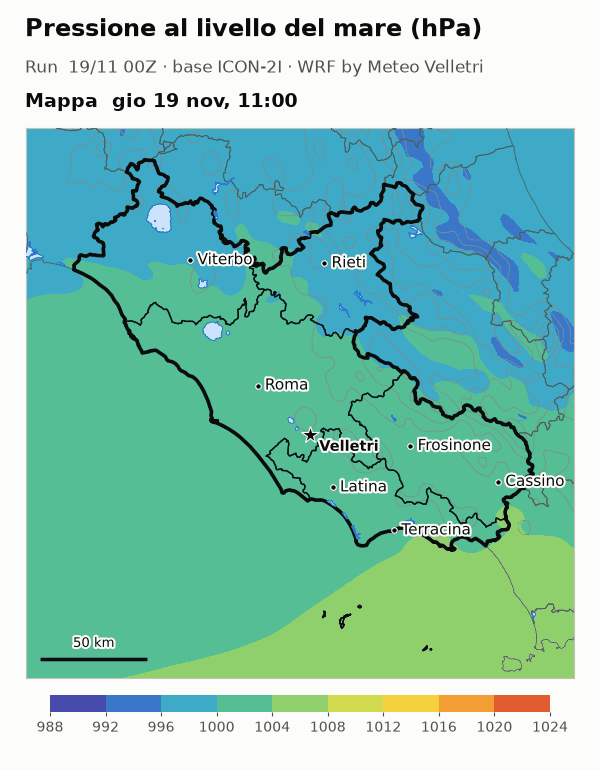 Pressione al livello del mare (hPa)
Run  19/11 00Z · base ICON-2I · WRF by Meteo Velletri
Mappa  gio 19 nov, 11:00
Viterbo
Rieti
Roma
Velletri
Frosinone
Latina
Cassino
Terracina
50 km
988 992 996 1000 1004 1008 1012 1016 1020 1024